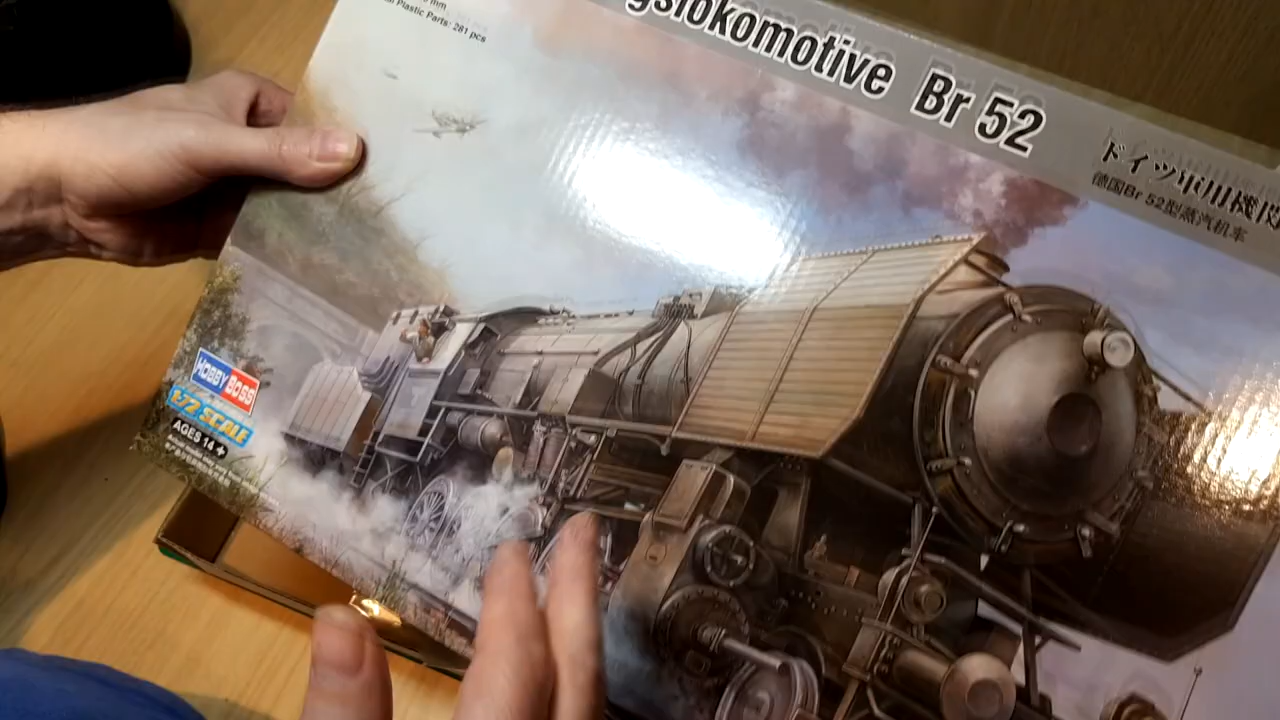 mm
Plastic Parts: 281 pcs
gslokomotive Br 52
ドイツ軍用機関
德国Br 52型蒸汽机车
HOBBY BOSS
1:72 SCALE
AGES 14+